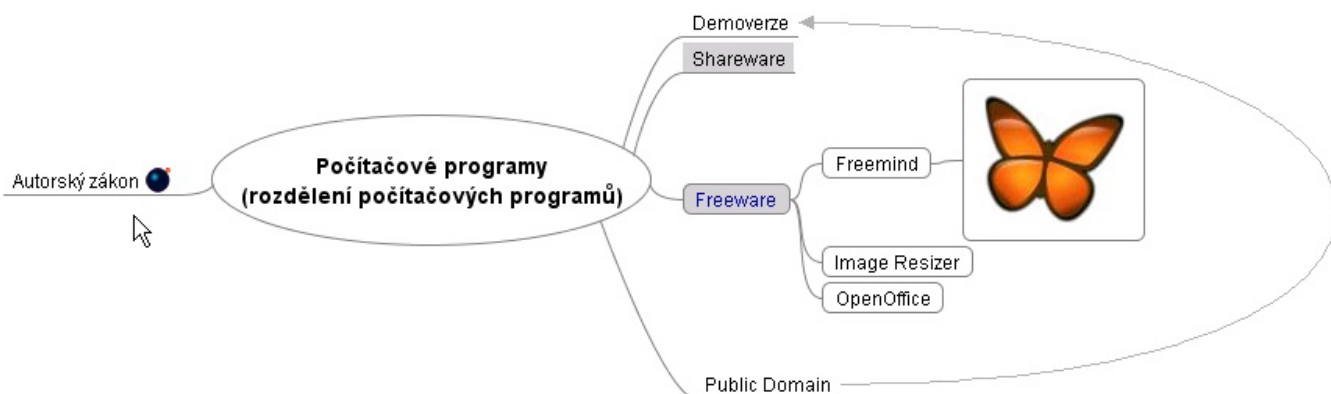 Demoverze
Shareware
Autorský zákon
Počítačové programy
(rozdělení počítačových programů)
Freeware
Freemind
Image Resizer
OpenOffice
Public Domain